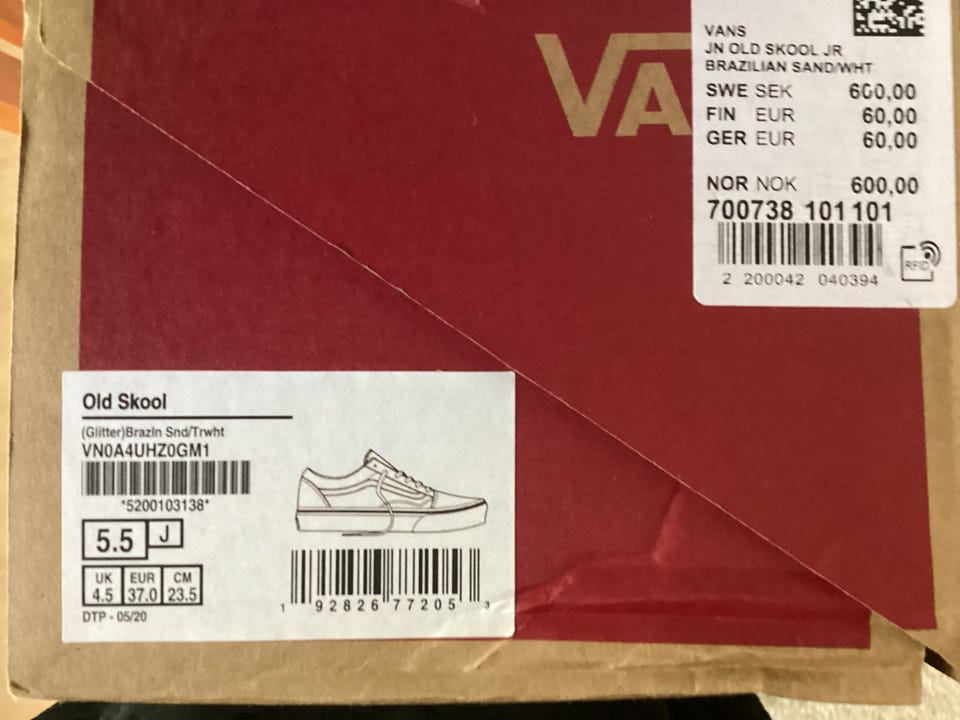 VA
VANS
JN OLD SKOOL JR
BRAZILIAN SAND/WHT
SWE SEK 600,00
FIN EUR 60,00
GER EUR 60,00
NOR NOK 600,00
700738 101 101
RFID
2 200042 040394
Old Skool
(Glitter)Brazln Snd/Trwht
VN0A4UHZ0GM1
*5200103138*
5.5 J
UK EUR CM
4.5 37.0 23.5
DTP - 05/20
1 92826 77205 3